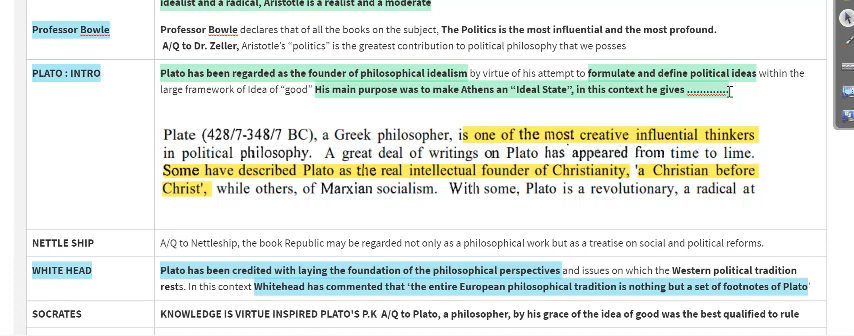 idealist and a radical, Aristotle is a realist and a moderate
Professor Bowle
Professor Bowle declares that of all the books on the subject, The Politics is the most influential and the most profound.
A/Q to Dr. Zeller, Aristotle's "politics" is the greatest contribution to political philosophy that we posses
PLATO : INTRO
Plato has been regarded as the founder of philosophical idealism by virtue of his attempt to formulate and define political ideas within the
large framework of Idea of "good" His main purpose was to make Athens an "Ideal State", in this context he gives ............
Plate (428/7-348/7 BC), a Greek philosopher, is one of the most creative influential thinkers
in political philosophy. A great deal of writings on Plato has appeared from time to time.
Some have described Plato as the real intellectual founder of Christianity, 'a Christian before
Christ', while others, of Marxian socialism. With some, Plato is a revolutionary, a radical at
NETTLE SHIP
A/Q to Nettleship, the book Republic may be regarded not only as a philosophical work but as a treatise on social and political reforms.
WHITE HEAD
Plato has been credited with laying the foundation of the philosophical perspectives and issues on which the Western political tradition
rests. In this context Whitehead has commented that 'the entire European philosophical tradition is nothing but a set of footnotes of Plato'
SOCRATES
KNOWLEDGE IS VIRTUE INSPIRED PLATO'S P.K A/Q to Plato, a philosopher, by his grace of the idea of good was the best qualified to rule